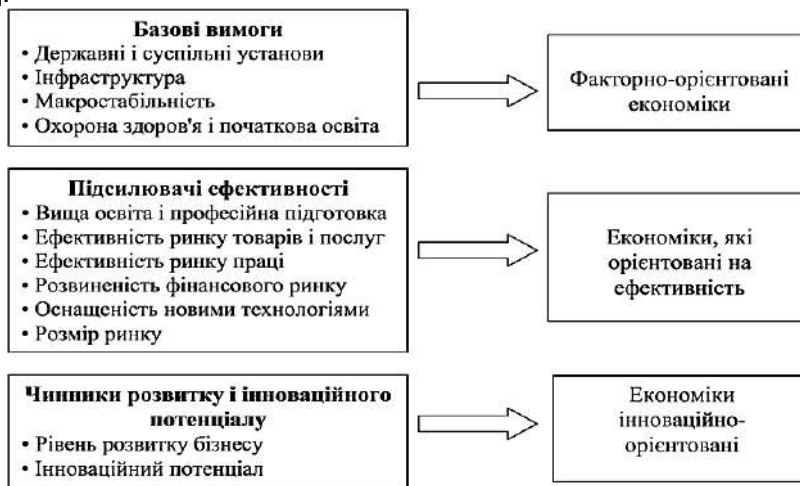 Базові вимоги
• Державні і суспільні установи
• Інфраструктура
• Макростабільність
• Охорона здоров'я і початкова освіта
Факторно-орієнтовані
економіки
Підсилювачі ефективності
• Вища освіта і професійна підготовка
• Ефективність ринку товарів і послуг
• Ефективність ринку праці
• Розвиненість фінансового ринку
• Оснащеність новими технологіями
• Розмір ринку
Економіки, які
орієнтовані на
ефективність
Чинники розвитку і інноваційного
потенціалу
• Рівень розвитку бізнесу
• Інноваційний потенціал
Економіки
інноваційно-
орієнтовані